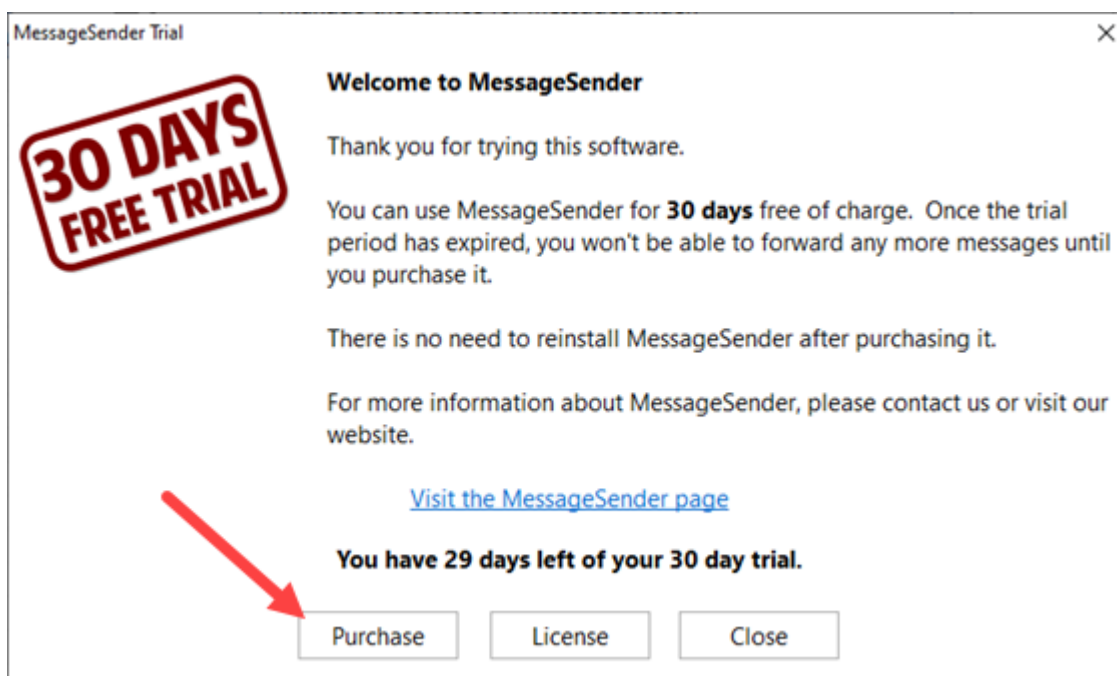 MessageSender Trial
30 DAYS
FREE TRIAL
Welcome to MessageSender
Thank you for trying this software.
You can use MessageSender for 30 days free of charge.  Once the trial
period has expired, you won't be able to forward any more messages until
you purchase it.
There is no need to reinstall MessageSender after purchasing it.
For more information about MessageSender, please contact us or visit our
website.
Visit the MessageSender page
You have 29 days left of your 30 day trial.
Purchase
License
Close